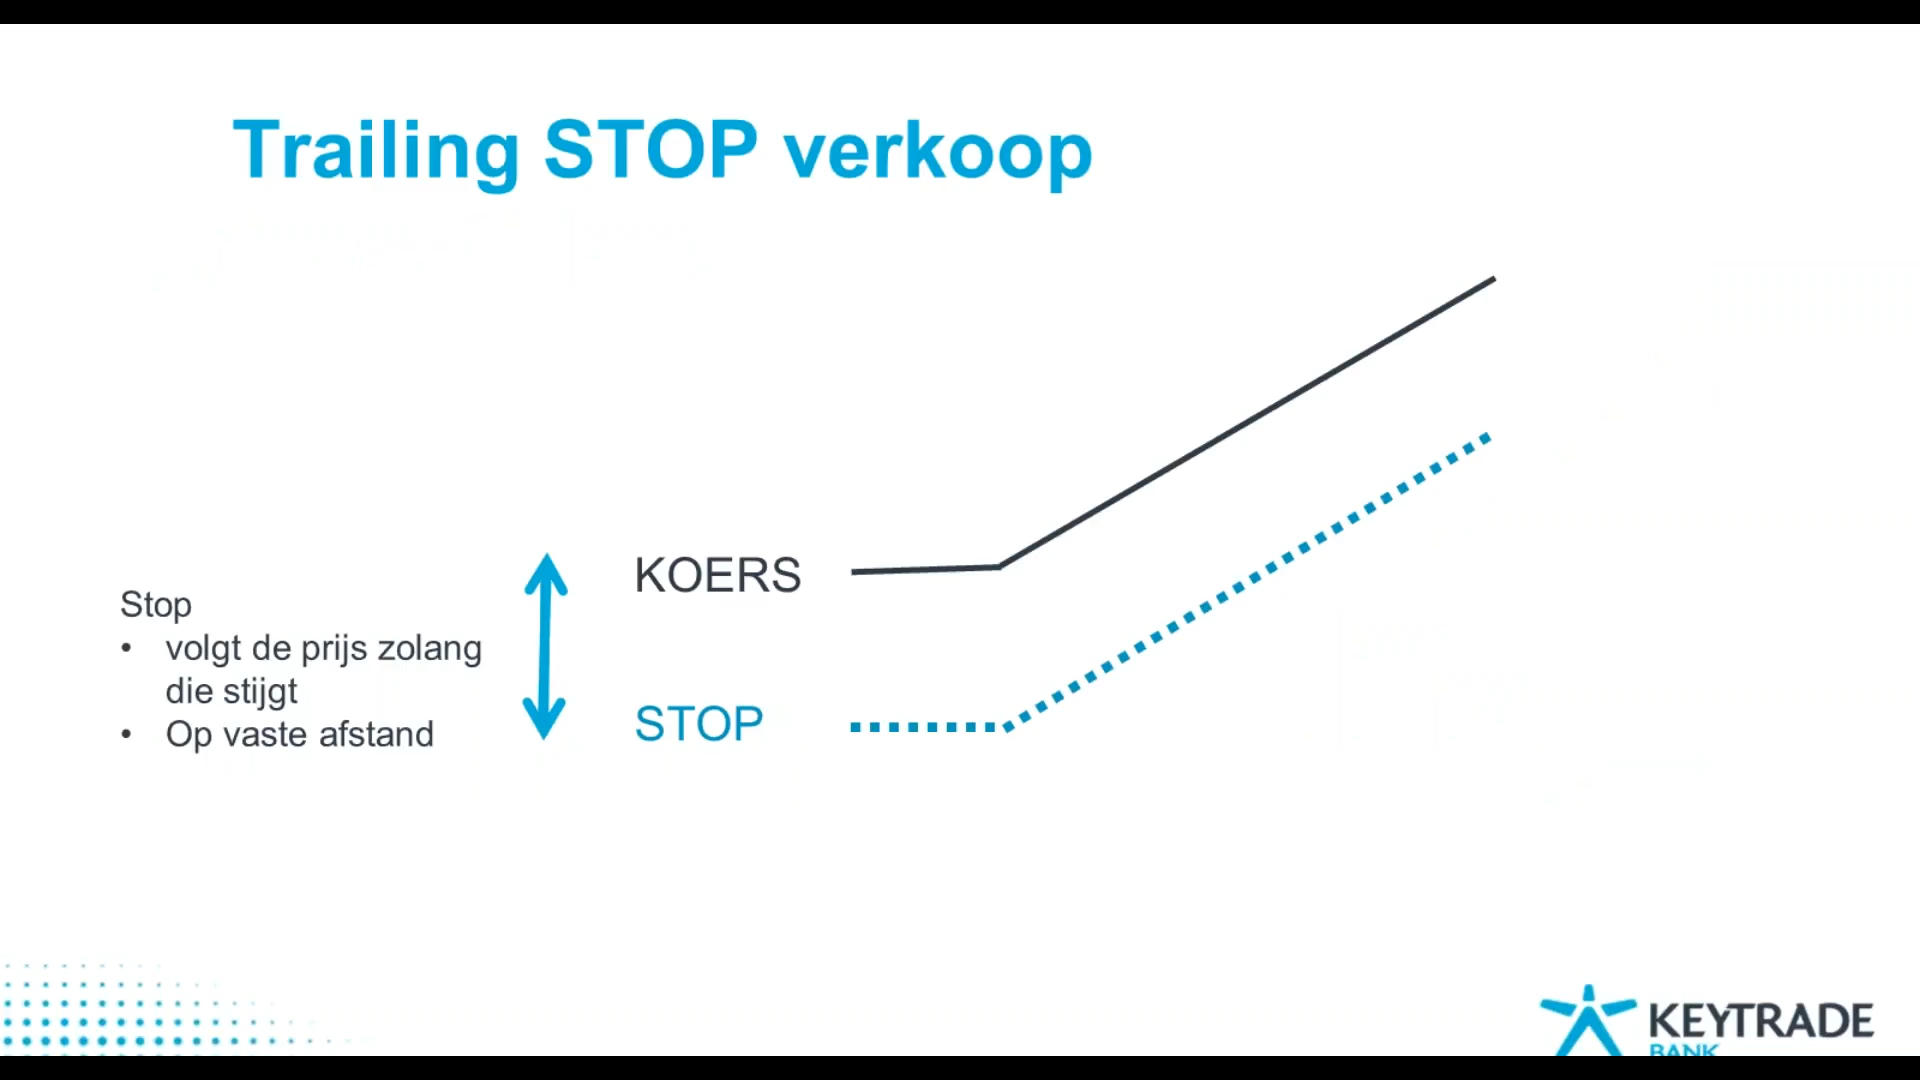 Trailing STOP verkoop
KOERS
Stop
• volgt de prijs zolang
die stijgt
• Op vaste afstand
STOP
KEYTRADE
BANK